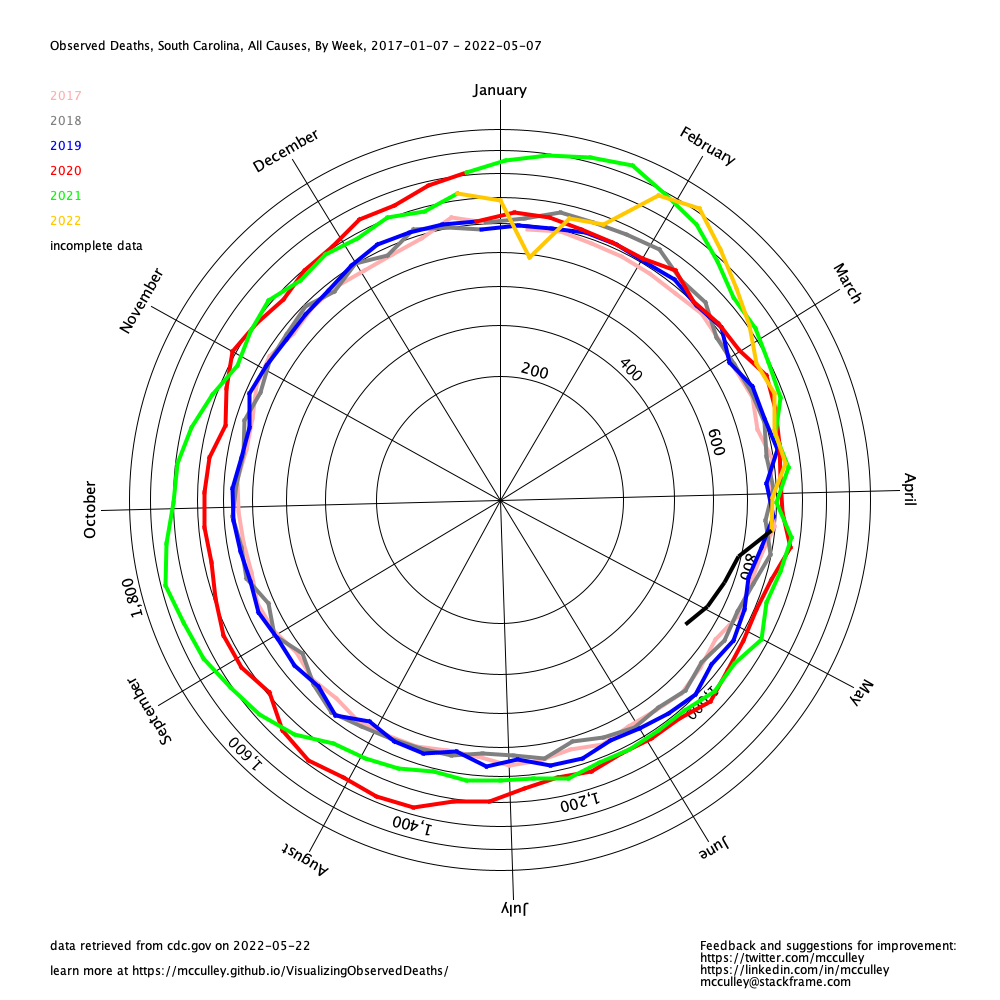 Observed Deaths, South Carolina, All Causes, By Week, 2017-01-07 - 2022-05-07
January
2017
2018
2019
2020
2021
2022
incomplete data
December
February
November
March
200
400
600
April
October
800
1,800
May
September
1,000
1,600
1,200
1,400
June
August
July
data retrieved from cdc.gov on 2022-05-22
learn more at https://mcculley.github.io/VisualizingObservedDeaths/
Feedback and suggestions for improvement:
https://twitter.com/mcculley
https://linkedin.com/in/mcculley
mcculley@stackframe.com